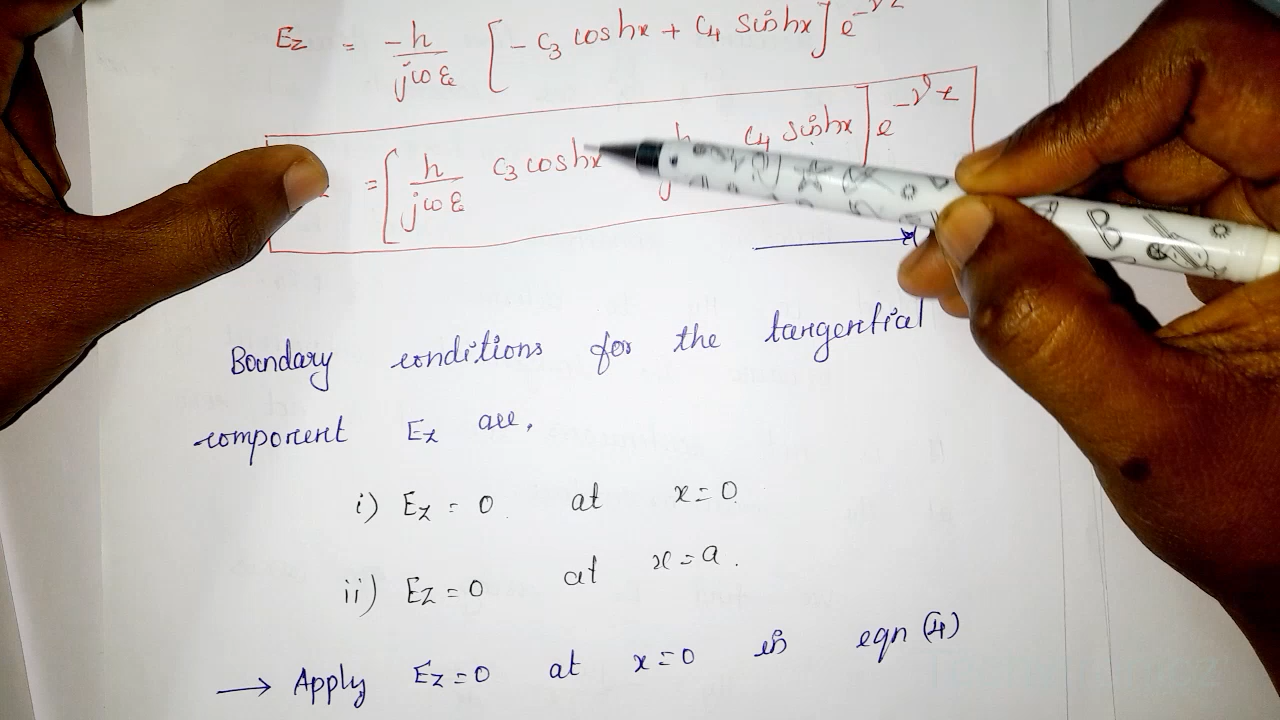 Ez = -h/jωε [ - C3 cos hx + C4 sin hx ] e^-γz
= [ h/jωε C3 cos hx h C4 sin hx ] e^-γz
Boundary conditions for the tangential
component Ez are,
i) Ez = 0 at x = 0.
ii) Ez = 0 at x = a.
→ Apply Ez = 0 at x = 0 in eqn (4)